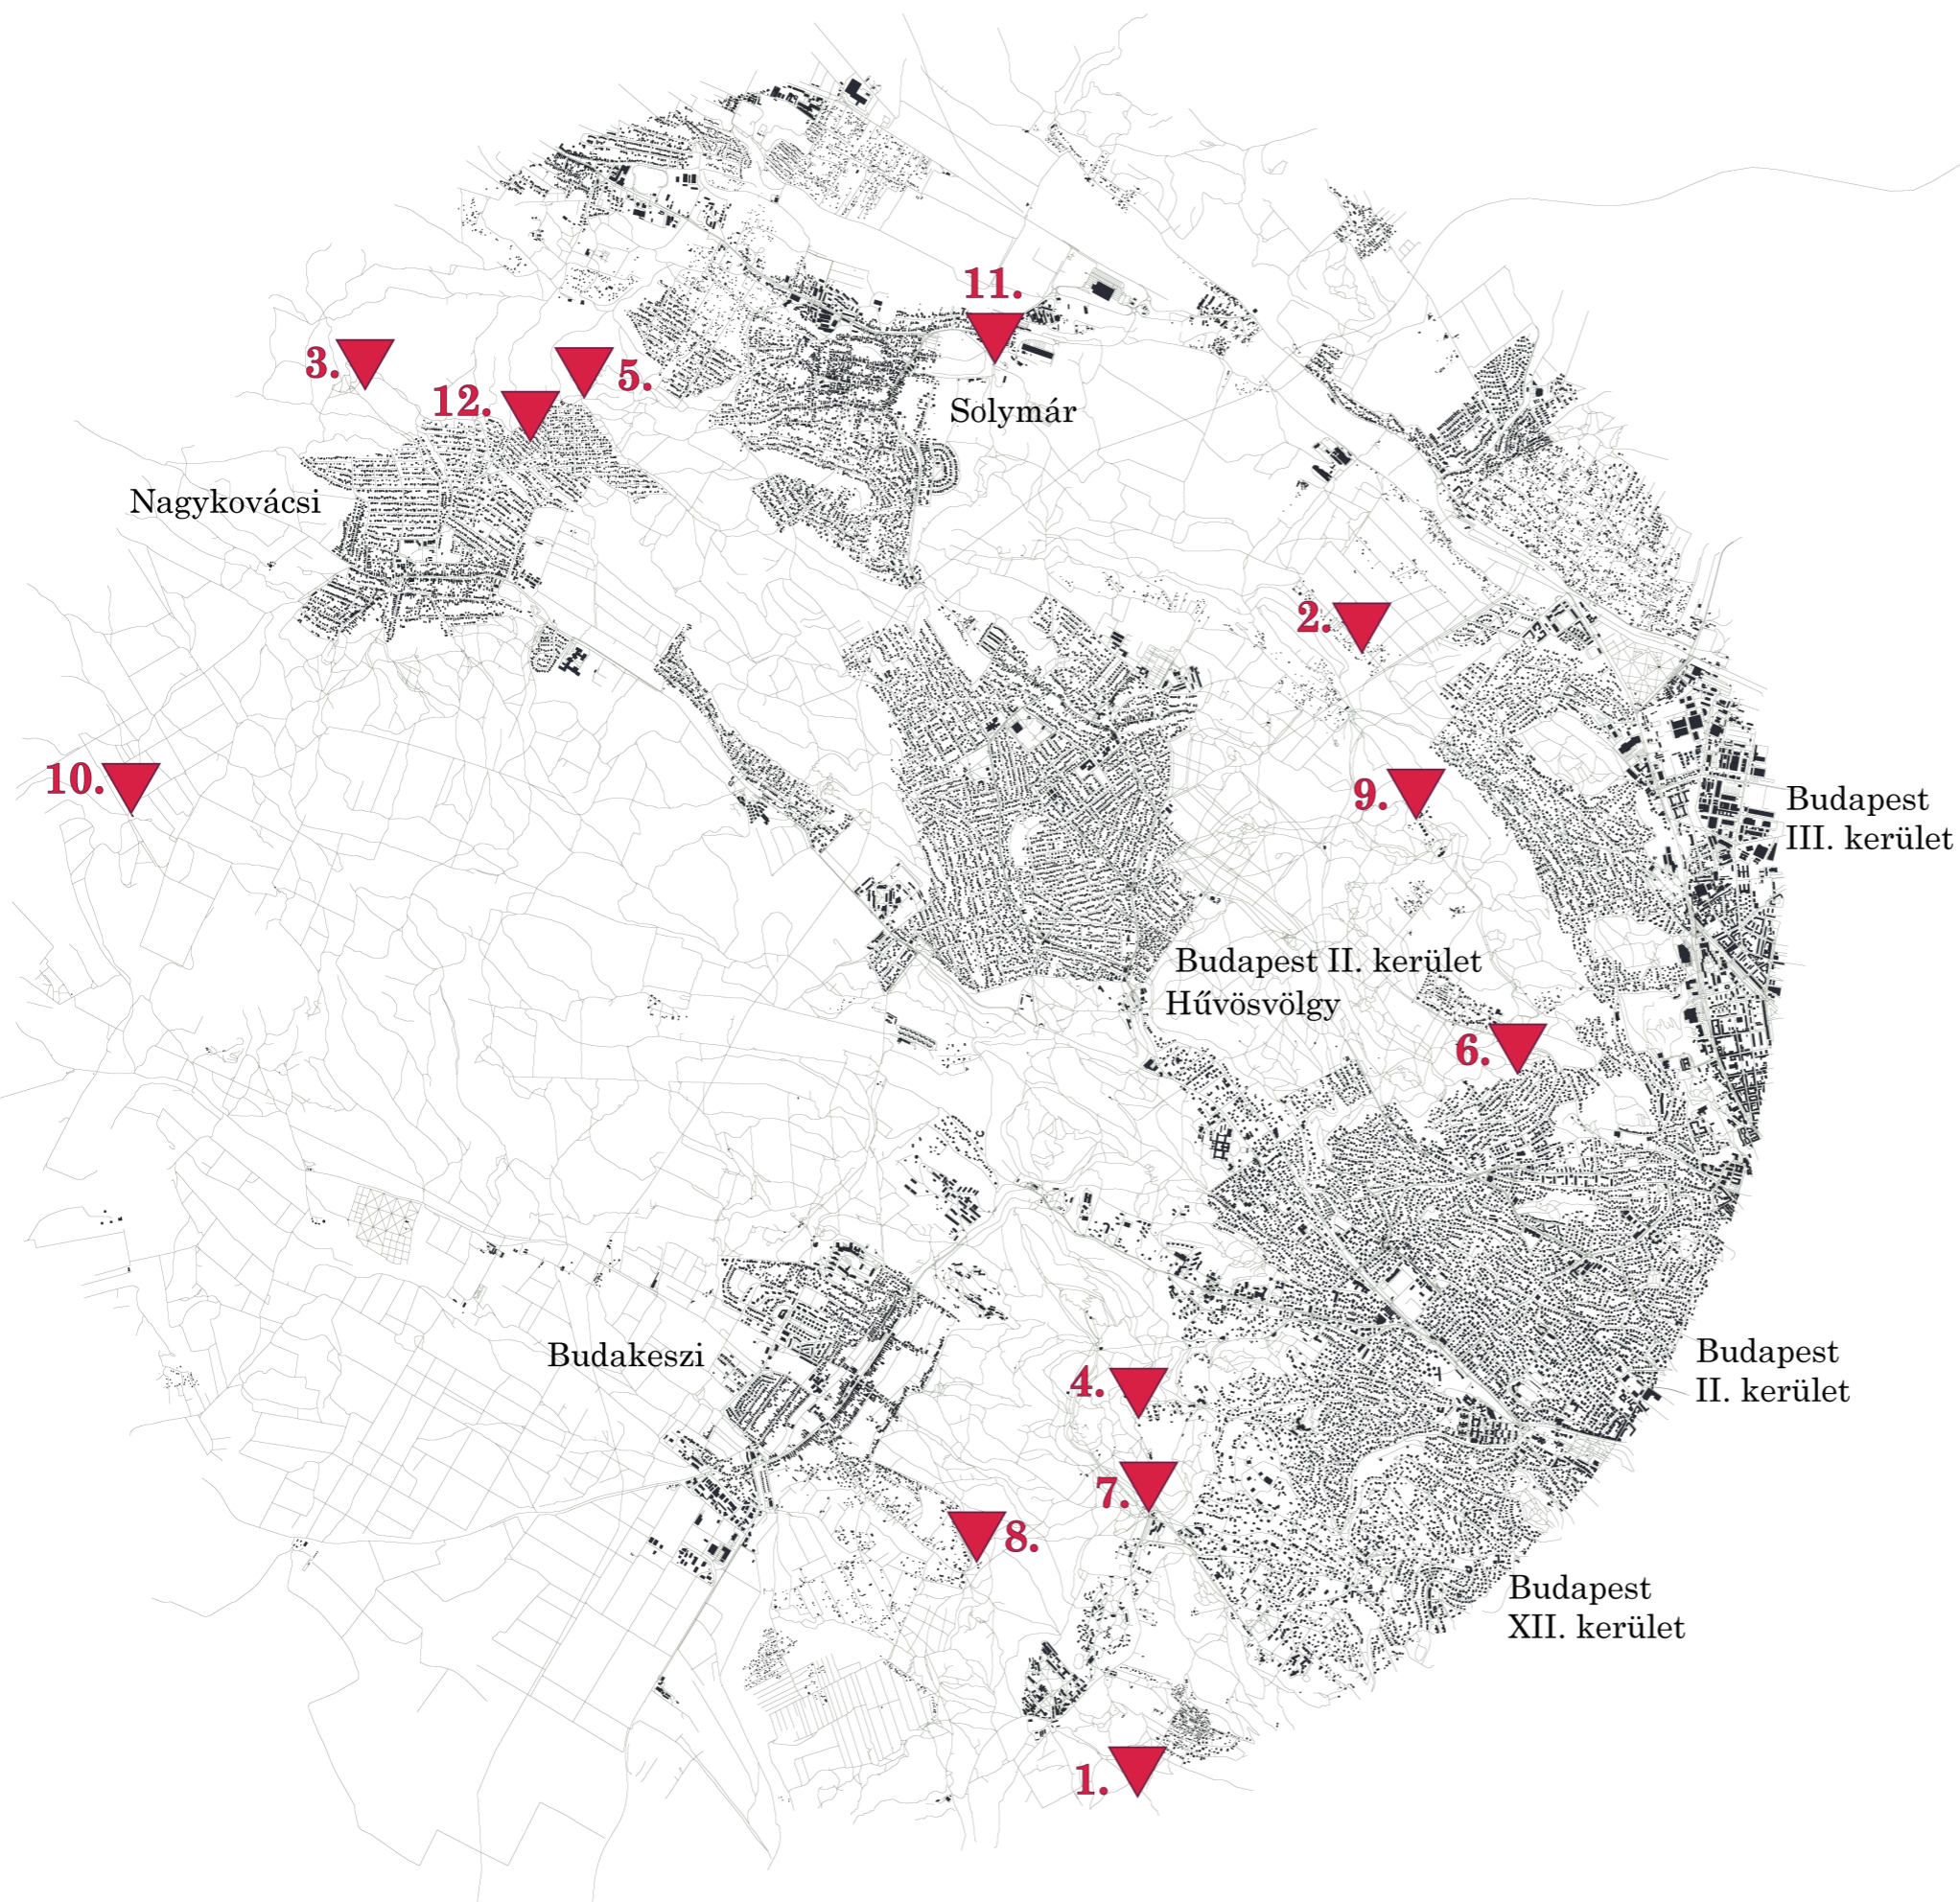 11.
3.
5.
12.
Solymár
Nagykovácsi
2.
10.
9.
Budapest
III. kerület
Budapest II. kerület
Hűvösvölgy
6.
Budakeszi
Budapest
II. kerület
4.
7.
8.
Budapest
XII. kerület
1.